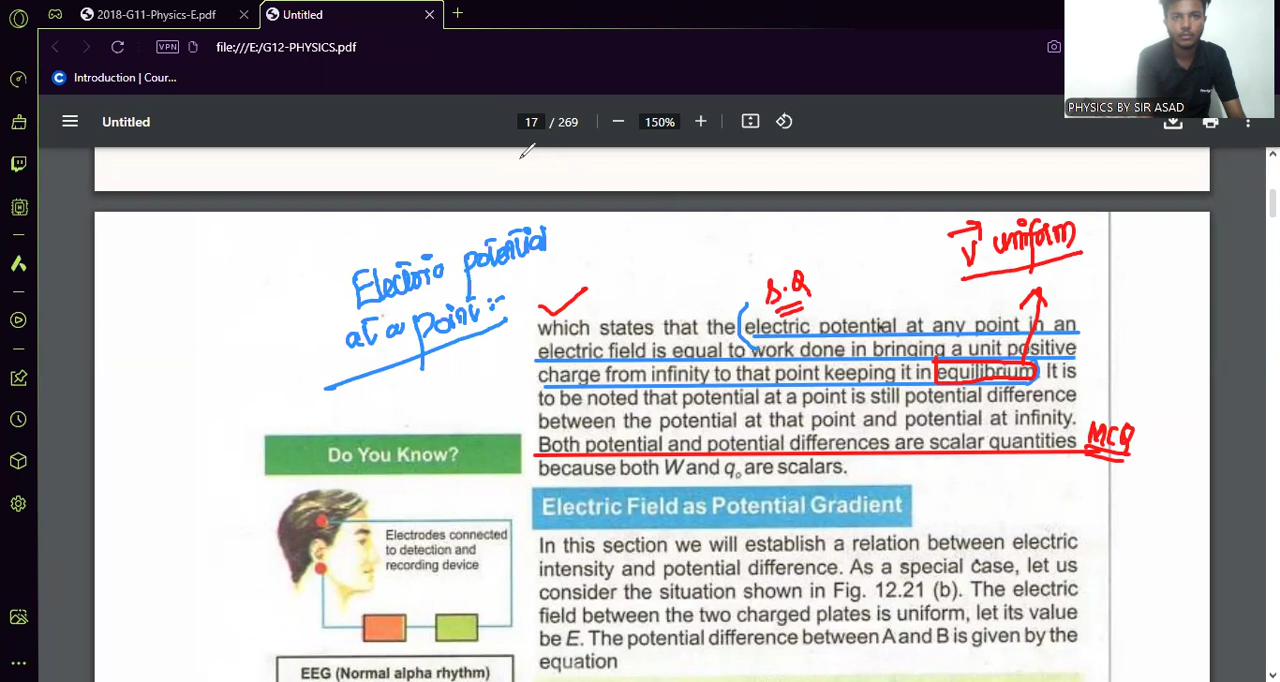 2018-G11-Physics-E.pdf
Untitled
VPN
file:///E:/G12-PHYSICS.pdf
Introduction | Cour...
PHYSICS BY SIR ASAD
Untitled
17 / 269
150%
Electric potential
at a point :-
S.Q
V uniform
which states that the electric potential at any point in an
electric field is equal to work done in bringing a unit positive
charge from infinity to that point keeping it in equilibrium. It is
to be noted that potential at a point is still potential difference
between the potential at that point and potential at infinity.
Both potential and potential differences are scalar quantities
MCQ
because both W and q₀ are scalars.
Do You Know?
Electrodes connected
to detection and
recording device
EEG (Normal alpha rhythm)
Electric Field as Potential Gradient
In this section we will establish a relation between electric
intensity and potential difference. As a special case, let us
consider the situation shown in Fig. 12.21 (b). The electric
field between the two charged plates is uniform, let its value
be E. The potential difference between A and B is given by the
equation